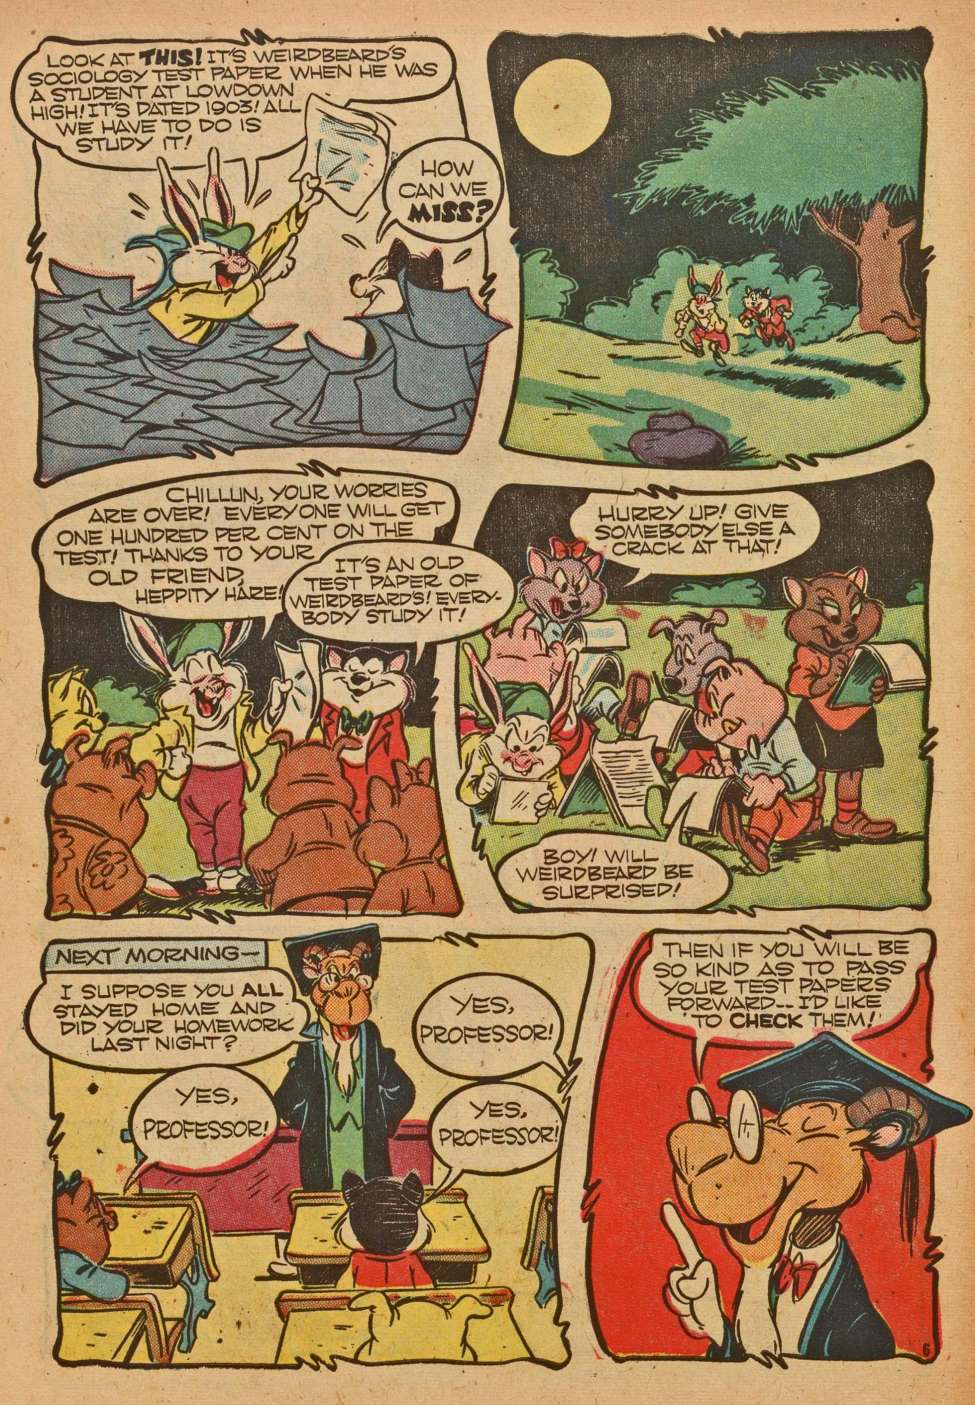 LOOK AT THIS! IT'S WEIRDBEARD'S
SOCIOLOGY TEST PAPER WHEN HE WAS
A STUDENT AT LOWDOWN
HIGH! IT'S DATED 1903! ALL
WE HAVE TO DO IS
STUDY IT!
HOW
CAN WE
MISS?
CHILLUN, YOUR WORRIES
ARE OVER! EVERYONE WILL GET
ONE HUNDRED PER CENT ON THE
TEST! THANKS TO YOUR
OLD FRIEND,
HEPPITY HARE!
IT'S AN OLD
TEST PAPER OF
WEIRDBEARD'S! EVERY-
BODY STUDY IT!
HURRY UP! GIVE
SOMEBODY ELSE A
CRACK AT THAT!
BOY! WILL
WEIRDBEARD BE
SURPRISED!
NEXT MORNING—
I SUPPOSE YOU ALL
STAYED HOME AND
DID YOUR HOMEWORK
LAST NIGHT?
YES,
PROFESSOR!
YES,
PROFESSOR!
YES,
PROFESSOR!
THEN IF YOU WILL BE
SO KIND AS TO PASS
YOUR TEST PAPERS
FORWARD-- I'D LIKE
TO CHECK THEM!
6